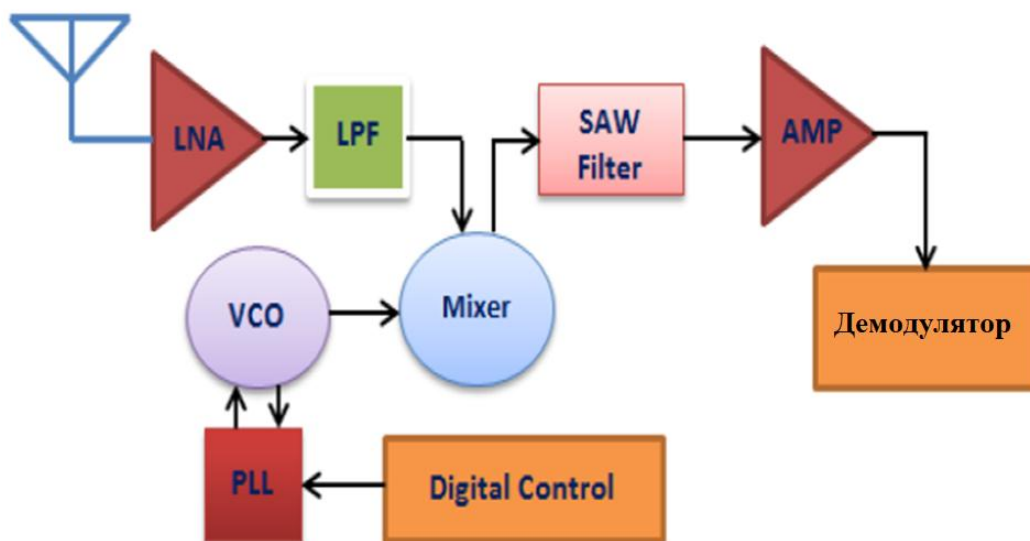 LNA
LPF
SAW
Filter
AMP
VCO
Mixer
Демодулятор
PLL
Digital Control